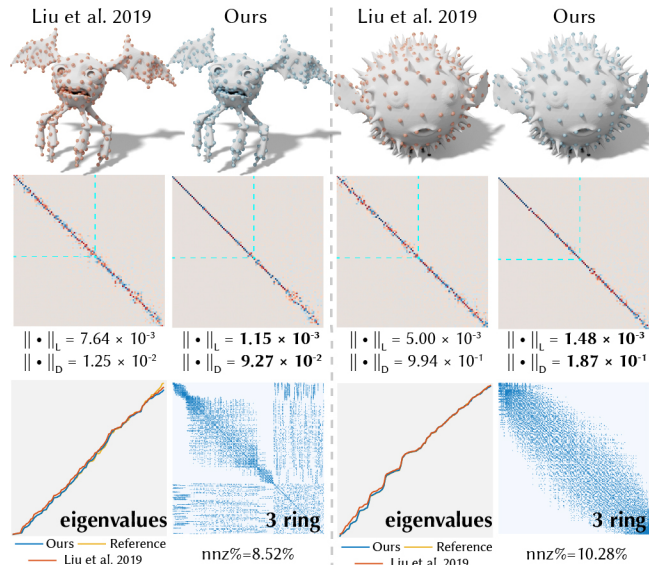 Liu et al. 2019
Ours
Liu et al. 2019
Ours
|| • ||L = 7.64 × 10-3
|| • ||D = 1.25 × 10-2
|| • ||L = 1.15 × 10-3
|| • ||D = 9.27 × 10-2
|| • ||L = 5.00 × 10-3
|| • ||D = 9.94 × 10-1
|| • ||L = 1.48 × 10-3
|| • ||D = 1.87 × 10-1
eigenvalues
3 ring
eigenvalues
3 ring
Ours
Reference
Liu et al. 2019
nnz%=8.52%
Ours
Reference
Liu et al. 2019
nnz%=10.28%